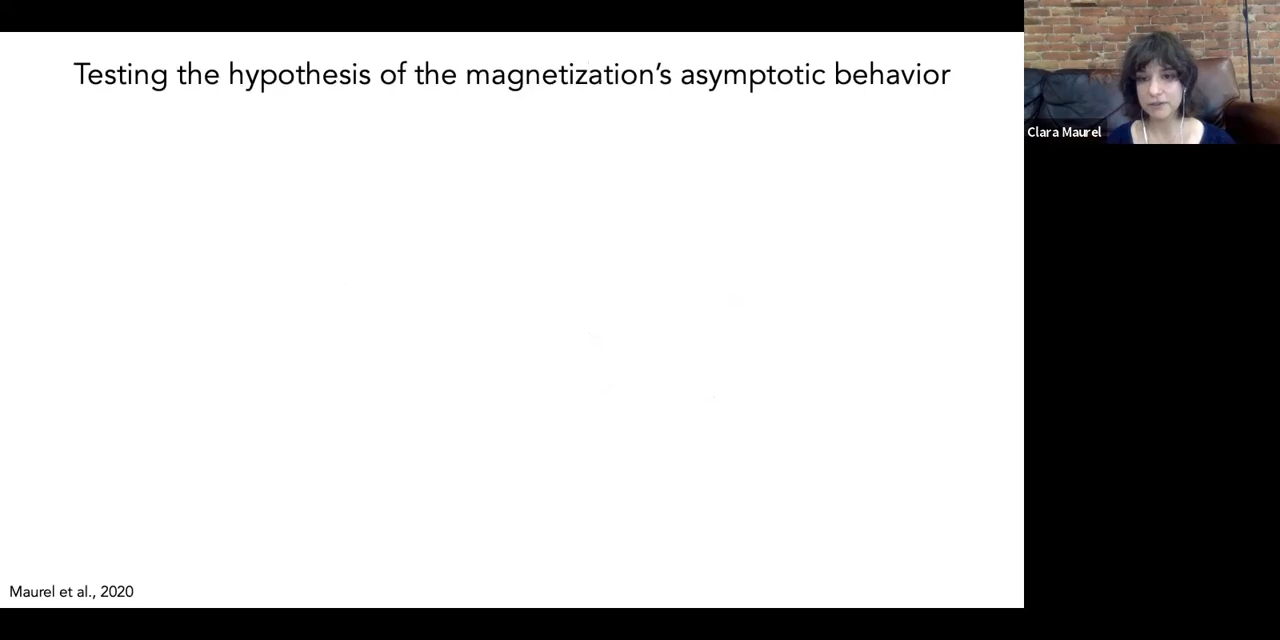 Testing the hypothesis of the magnetization’s asymptotic behavior
Clara Maurel
Maurel et al., 2020